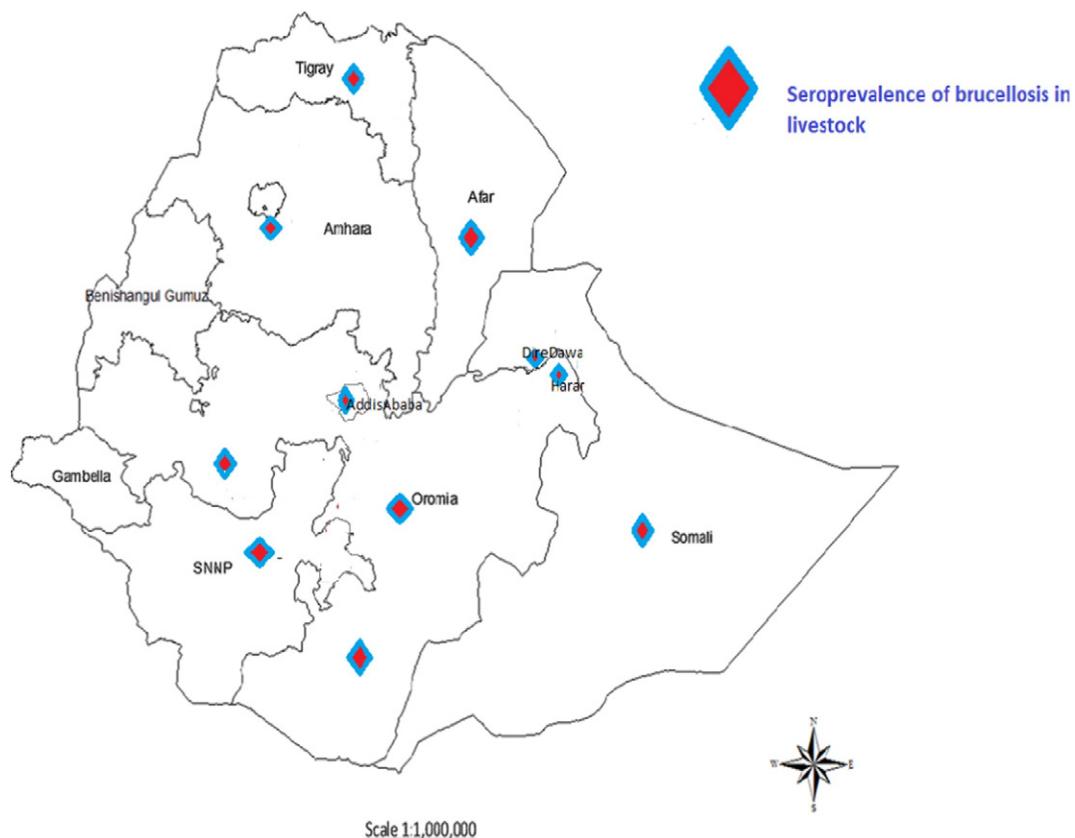 Tigray
Seroprevalence of brucellosis in
livestock
Afar
Amhara
Benishangul Gumuz
DireDawa
Harar
AddisAbaba
Gambella
Oromia
Somali
SNNP
N
W
E
S
Scale 1:1,000,000